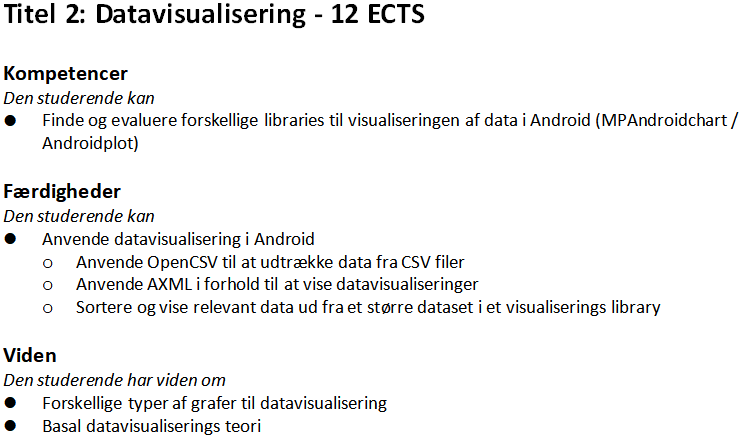 Titel 2: Datavisualisering - 12 ECTS
Kompetencer
Den studerende kan
● Finde og evaluere forskellige libraries til visualiseringen af data i Android (MPAndroidchart /
Androidplot)
Færdigheder
Den studerende kan
● Anvende datavisualisering i Android
o Anvende OpenCSV til at udtrække data fra CSV filer
o Anvende AXML i forhold til at vise datavisualiseringer
o Sortere og vise relevant data ud fra et større dataset i et visualiserings library
Viden
Den studerende har viden om
● Forskellige typer af grafer til datavisualisering
● Basal datavisualiserings teori